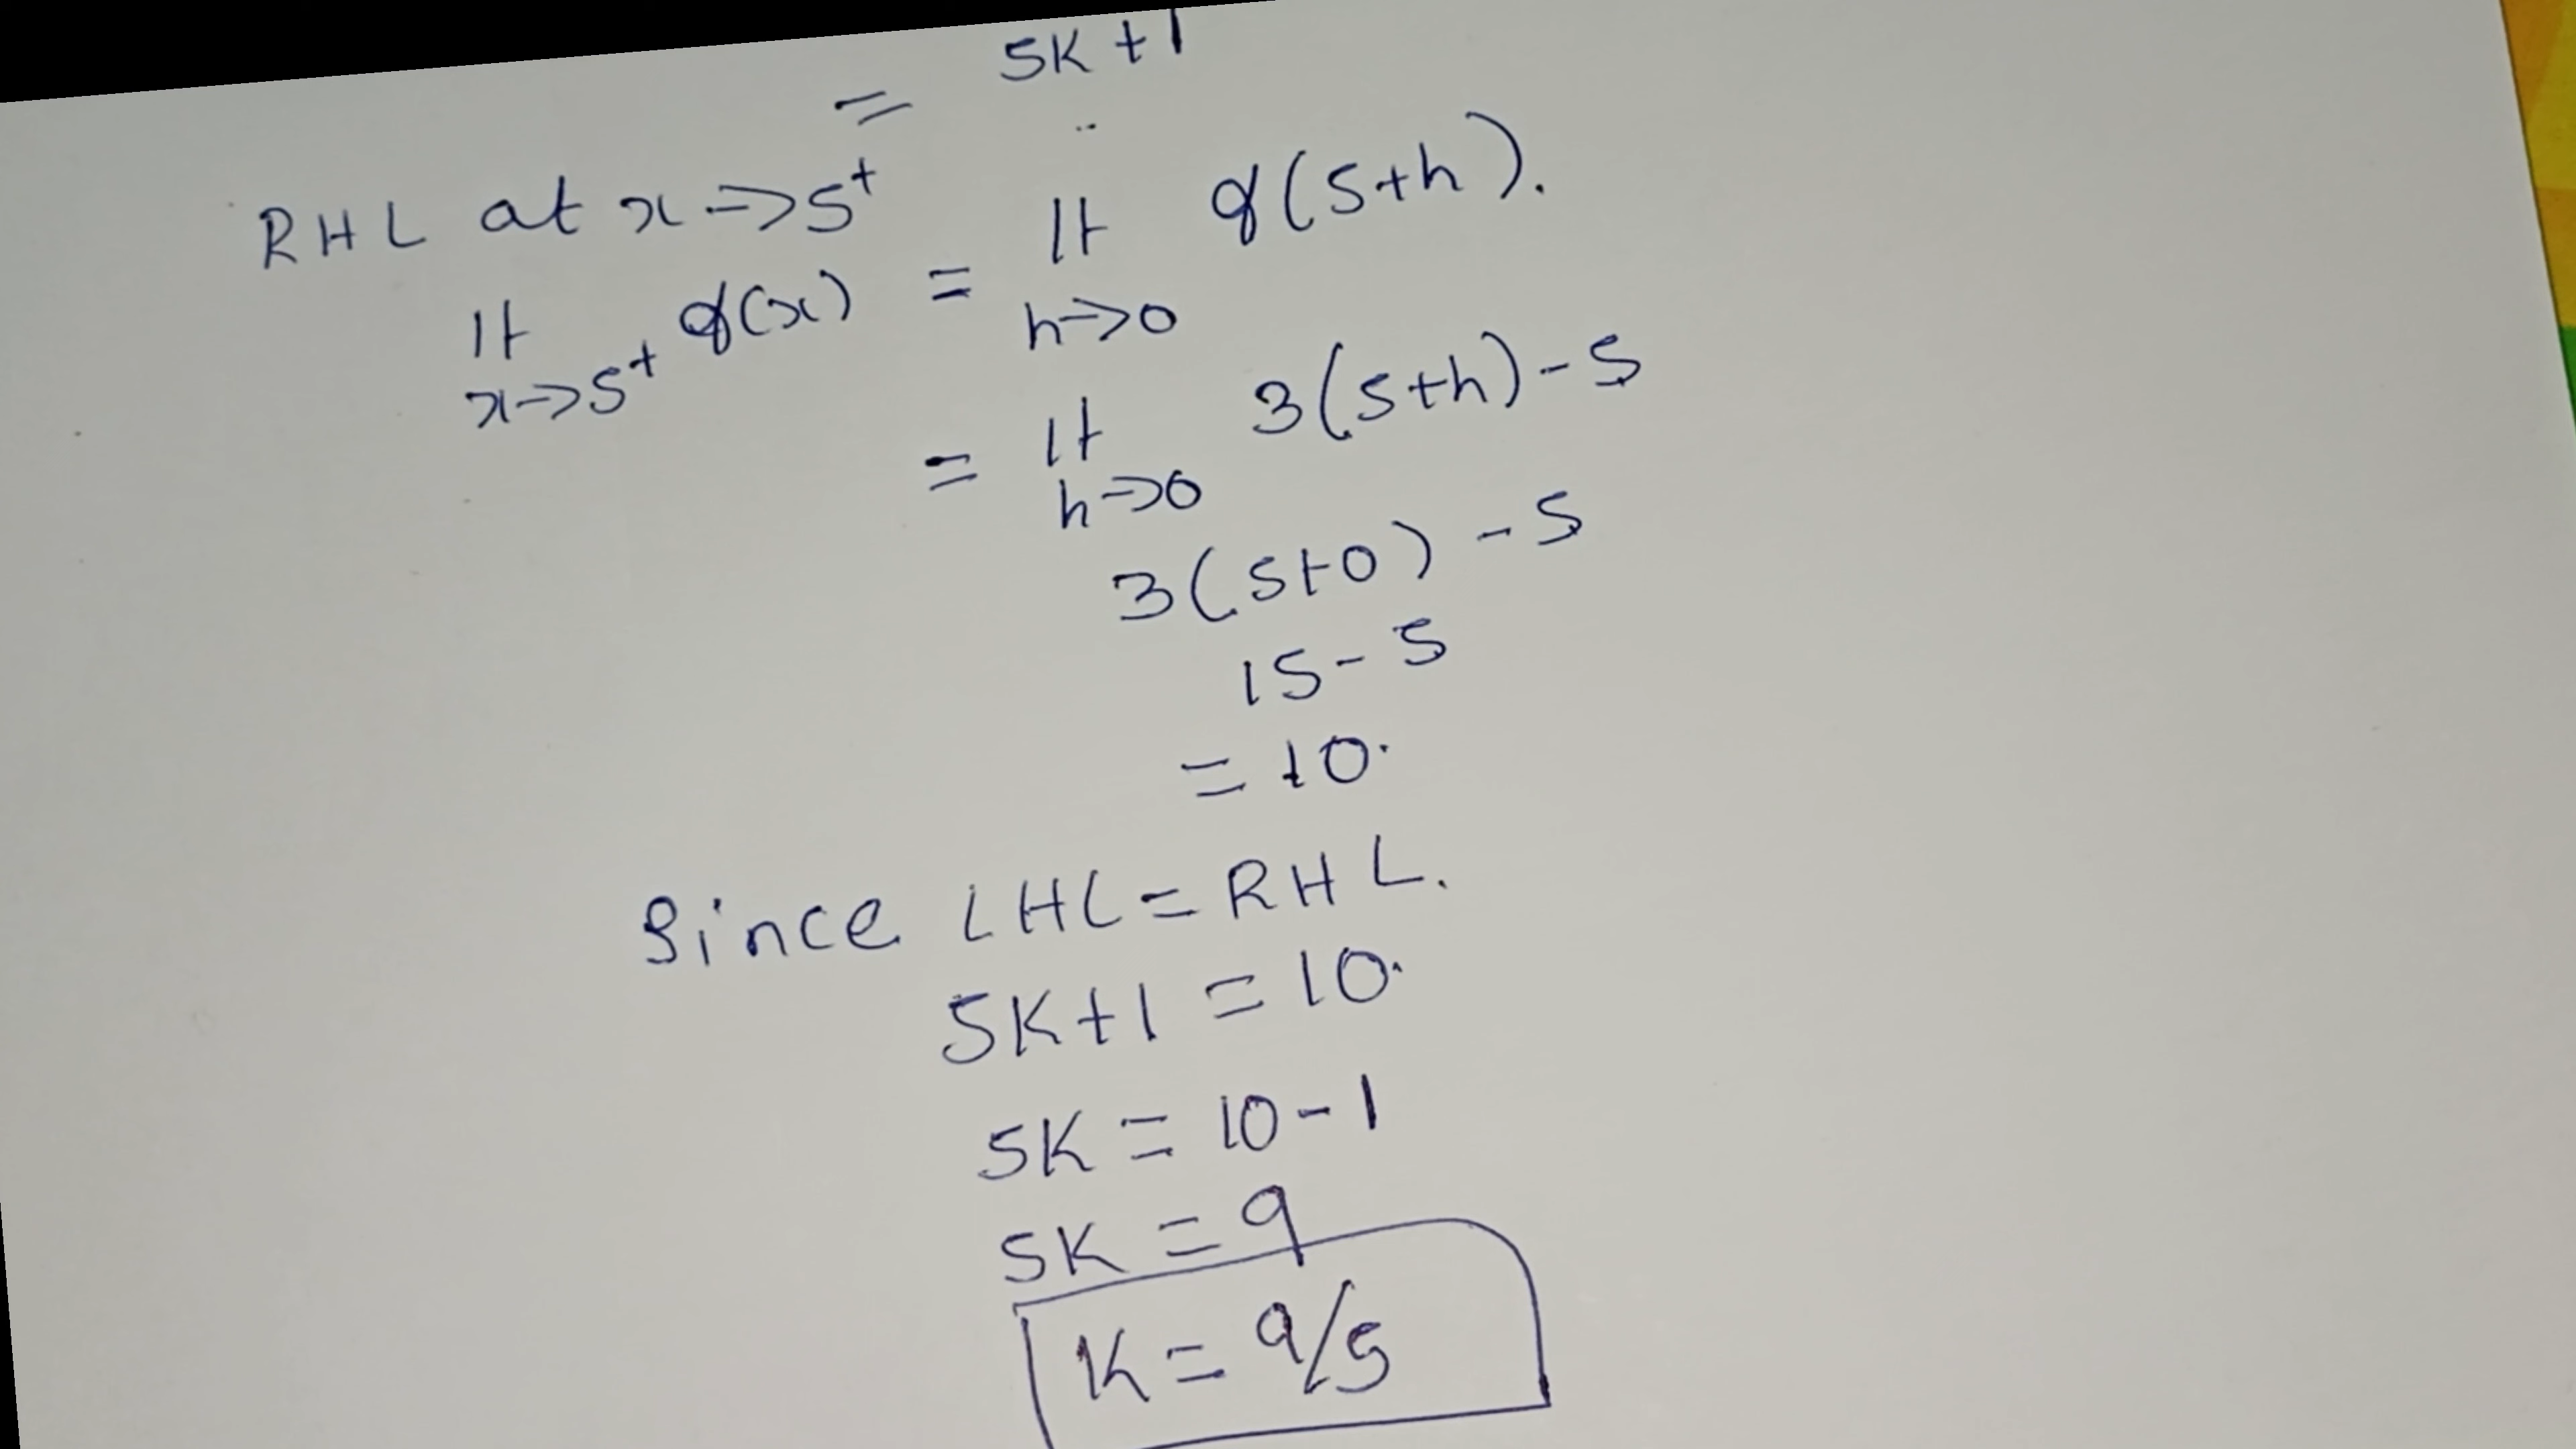 = 5K+1
RHL at x->5⁺
lt f(x) = lt f(5+h).
x->5⁺ h->0
= lt 3(5+h)-5
h->0
3(5+0)-5
15-5
= 10.
Since LHL = RHL.
5K+1 = 10.
5K = 10-1
5K = 9
K = 9/5